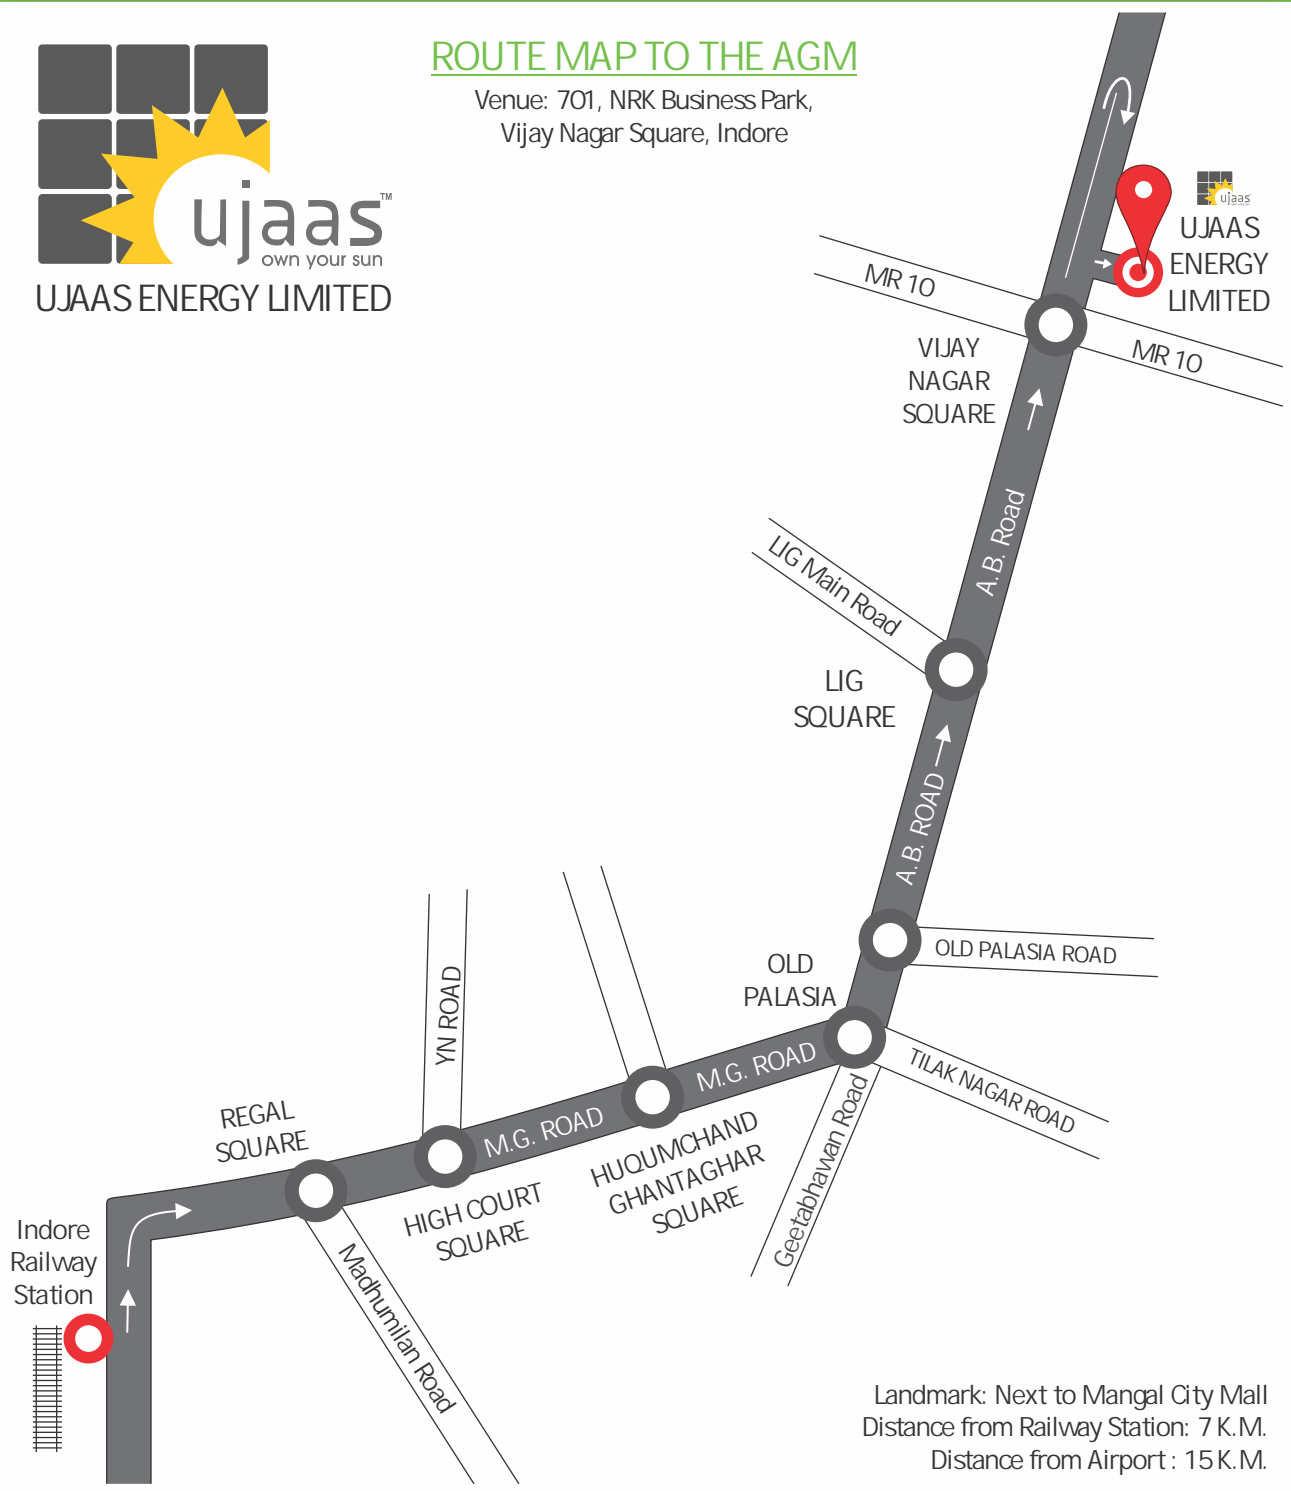 ROUTE MAP TO THE AGM
Venue: 701, NRK Business Park,
Vijay Nagar Square, Indore
ujaas™
own your sun
UJAAS ENERGY LIMITED
ujaas
UJAAS
ENERGY
LIMITED
MR 10
MR 10
VIJAY
NAGAR
SQUARE
A.B. Road
LIG Main Road
LIG
SQUARE
A.B. ROAD
OLD PALASIA ROAD
OLD
PALASIA
YN ROAD
M.G. ROAD
TILAK NAGAR ROAD
Geetabhawan Road
REGAL
SQUARE
M.G. ROAD
HUQUMCHAND
GHANTAGHAR
SQUARE
HIGH COURT
SQUARE
Indore
Railway
Station
Madhumilan Road
Landmark: Next to Mangal City Mall
Distance from Railway Station: 7 K.M.
Distance from Airport : 15 K.M.